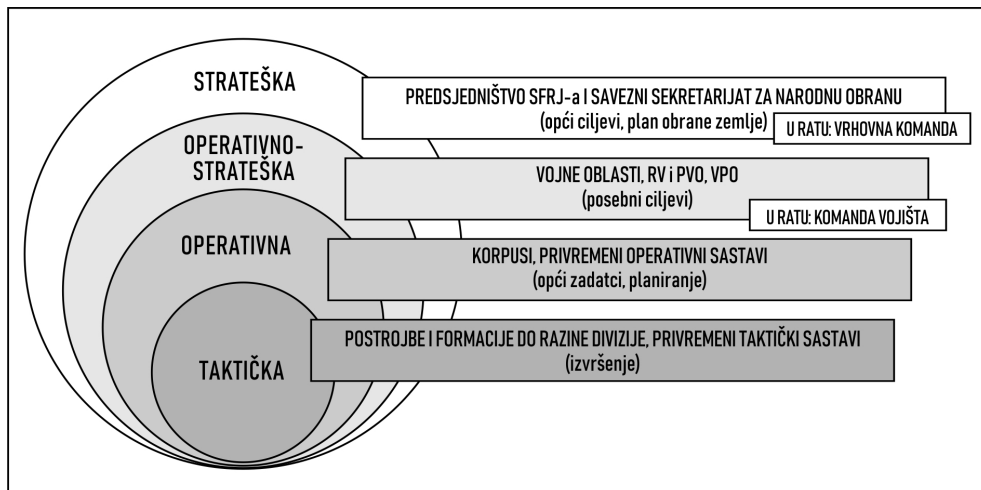 STRATEŠKA
PREDSJEDNIŠTVO SFRJ-a I SAVEZNI SEKRETARIJAT ZA NARODNU OBRANU
(opći ciljevi, plan obrane zemlje)
U RATU: VRHOVNA KOMANDA
OPERATIVNO-
STRATEŠKA
VOJNE OBLASTI, RV i PVO, VPO
(posebni ciljevi)
U RATU: KOMANDA VOJIŠTA
OPERATIVNA
KORPUSI, PRIVREMENI OPERATIVNI SASTAVI
(opći zadatci, planiranje)
TAKTIČKA
POSTROJBE I FORMACIJE DO RAZINE DIVIZIJE, PRIVREMENI TAKTIČKI SASTAVI
(izvršenje)